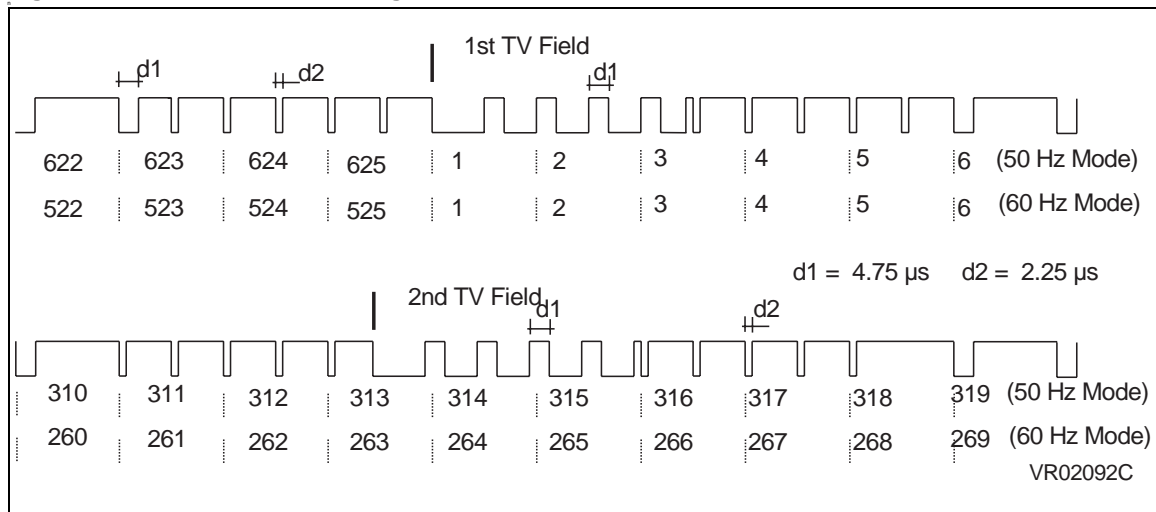 1st TV Field
d1 d2 d1
622 623 624 625 1 2 3 4 5 6 (50 Hz Mode)
522 523 524 525 1 2 3 4 5 6 (60 Hz Mode)
d1 = 4.75 µs d2 = 2.25 µs
2nd TV Field
d1 d2
310 311 312 313 314 315 316 317 318 319 (50 Hz Mode)
260 261 262 263 264 265 266 267 268 269 (60 Hz Mode)
VR02092C